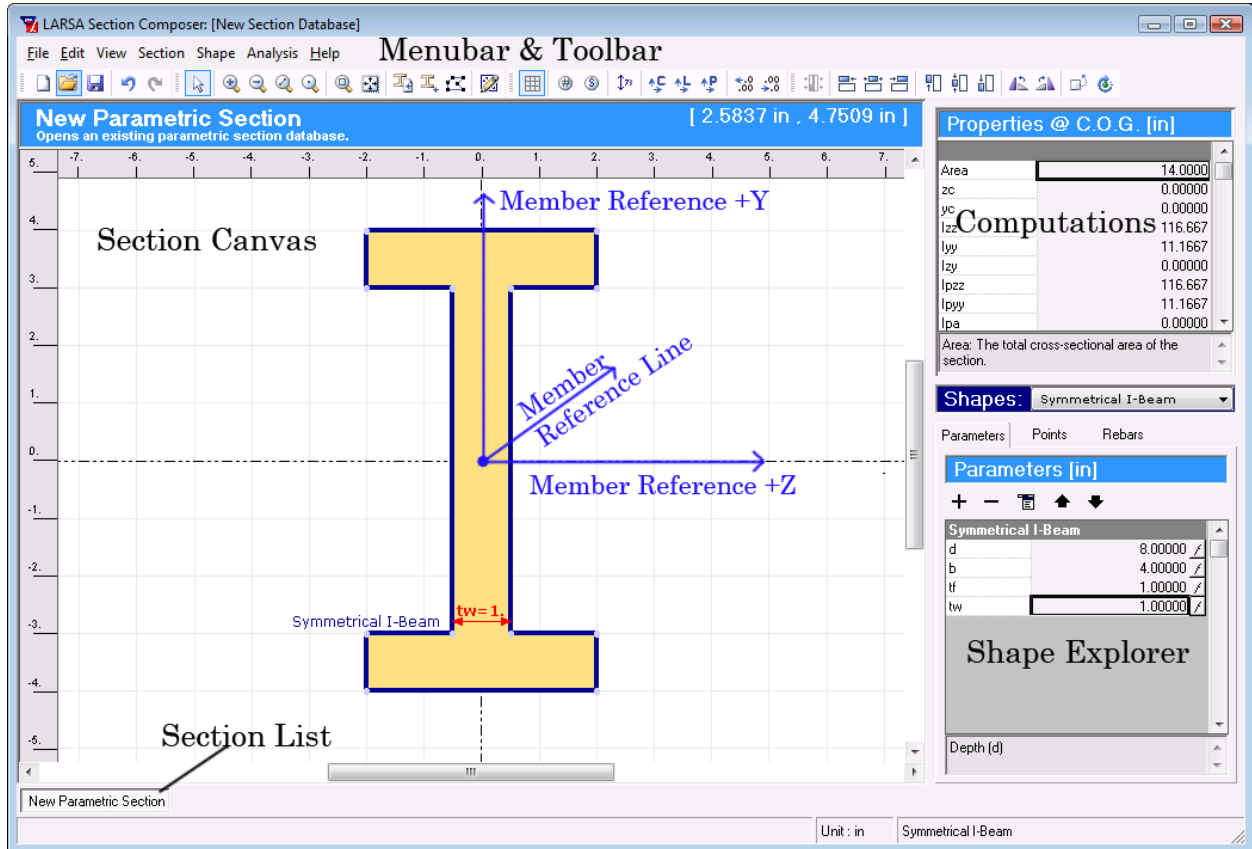 LARSA Section Composer: [New Section Database]
File Edit View Section Shape Analysis Help
Menubar & Toolbar
New Parametric Section
[ 2.5837 in , 4.7509 in ]
Opens an existing parametric section database.
5. -7. -6. -5. -4. -3. -2. -1. 0. 1. 2. 3. 4. 5. 6. 7.
4.
3.
2.
1.
0.
-1.
-2.
-3.
-4.
-5.
Member Reference +Y
Section Canvas
Member
Reference Line
Member Reference +Z
tw=1.
Symmetrical I-Beam
Section List
Properties @ C.O.G. [in]
Area 14.0000
zc 0.00000
yc 0.00000
Computations
Izz 116.667
Iyy 11.1667
Izy 0.00000
Ipzz 116.667
Ipyy 11.1667
Ipa 0.00000
Area: The total cross-sectional area of the
section.
Shapes: Symmetrical I-Beam
Parameters Points Rebars
Parameters [in]
Symmetrical I-Beam
d 8.00000 f
b 4.00000 f
tf 1.00000 f
tw 1.00000 f
Shape Explorer
Depth (d)
New Parametric Section
Unit : in
Symmetrical I-Beam